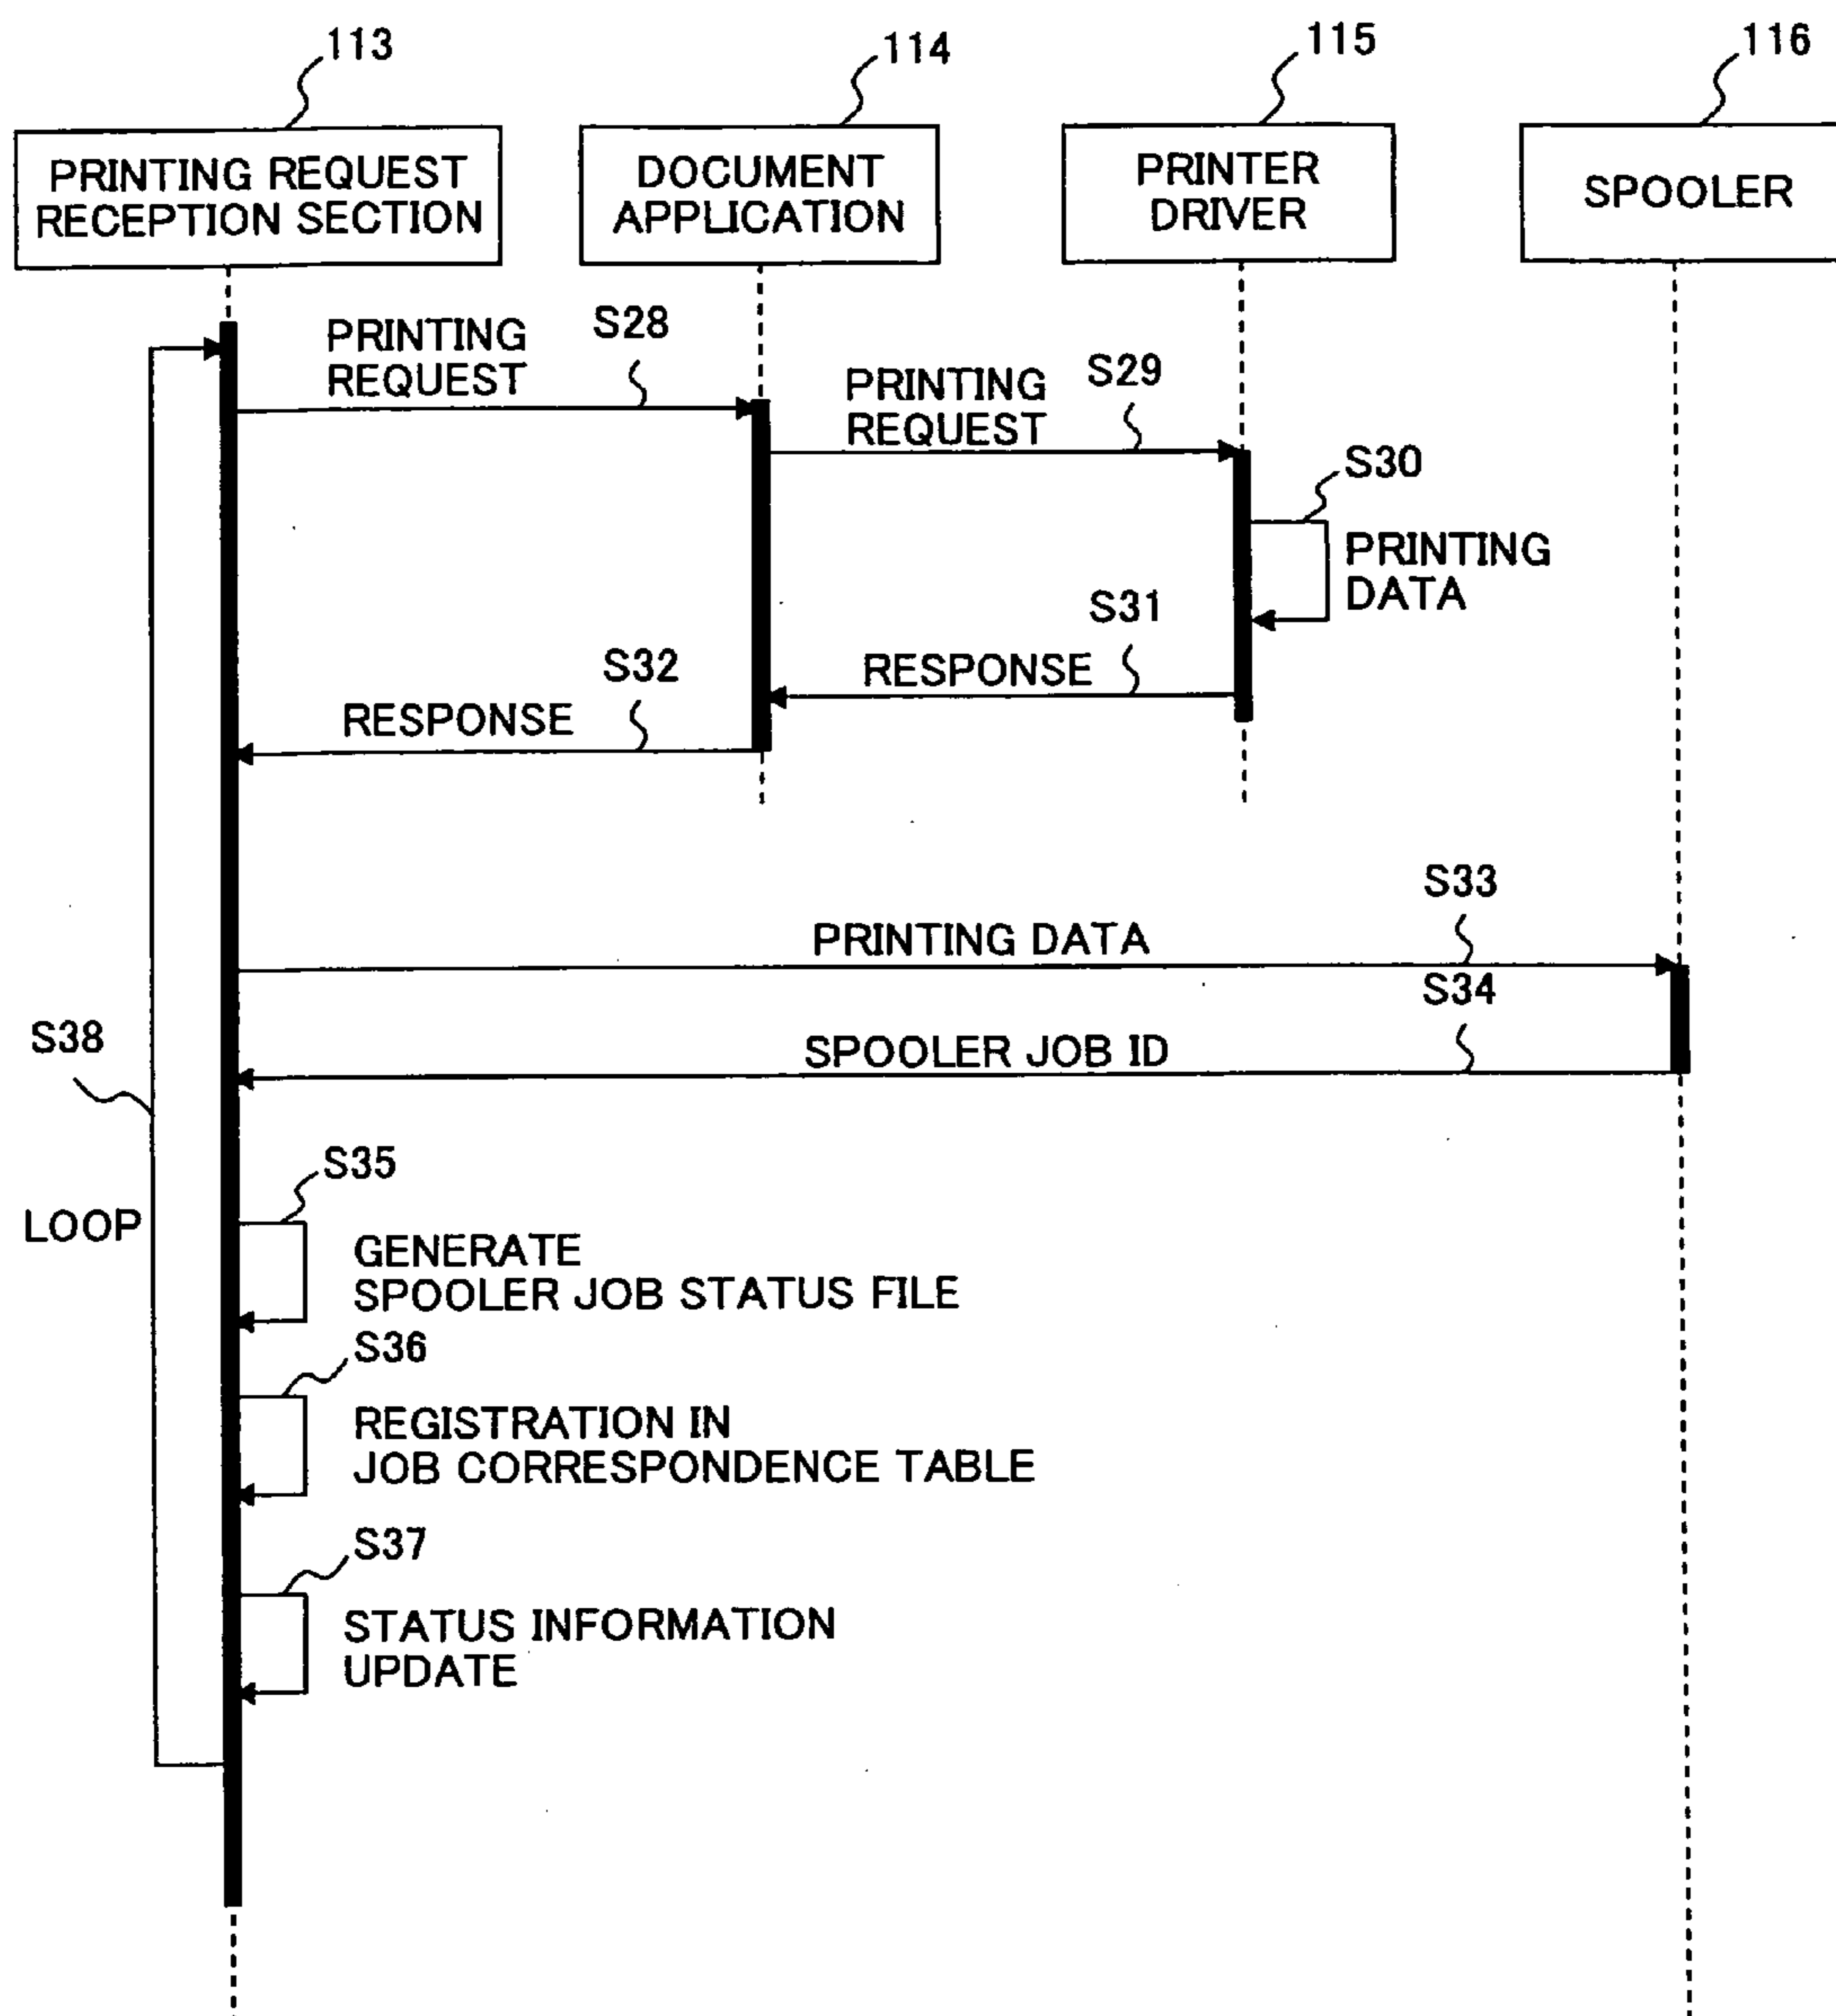 113
114
115
116
PRINTING REQUEST
RECEPTION SECTION
DOCUMENT
APPLICATION
PRINTER
DRIVER
SPOOLER
PRINTING
REQUEST
S28
PRINTING
REQUEST
S29
S30
PRINTING
DATA
S31
RESPONSE
S32
RESPONSE
S33
PRINTING DATA
S34
SPOOLER JOB ID
S38
LOOP
S35
GENERATE
SPOOLER JOB STATUS FILE
S36
REGISTRATION IN
JOB CORRESPONDENCE TABLE
S37
STATUS INFORMATION
UPDATE